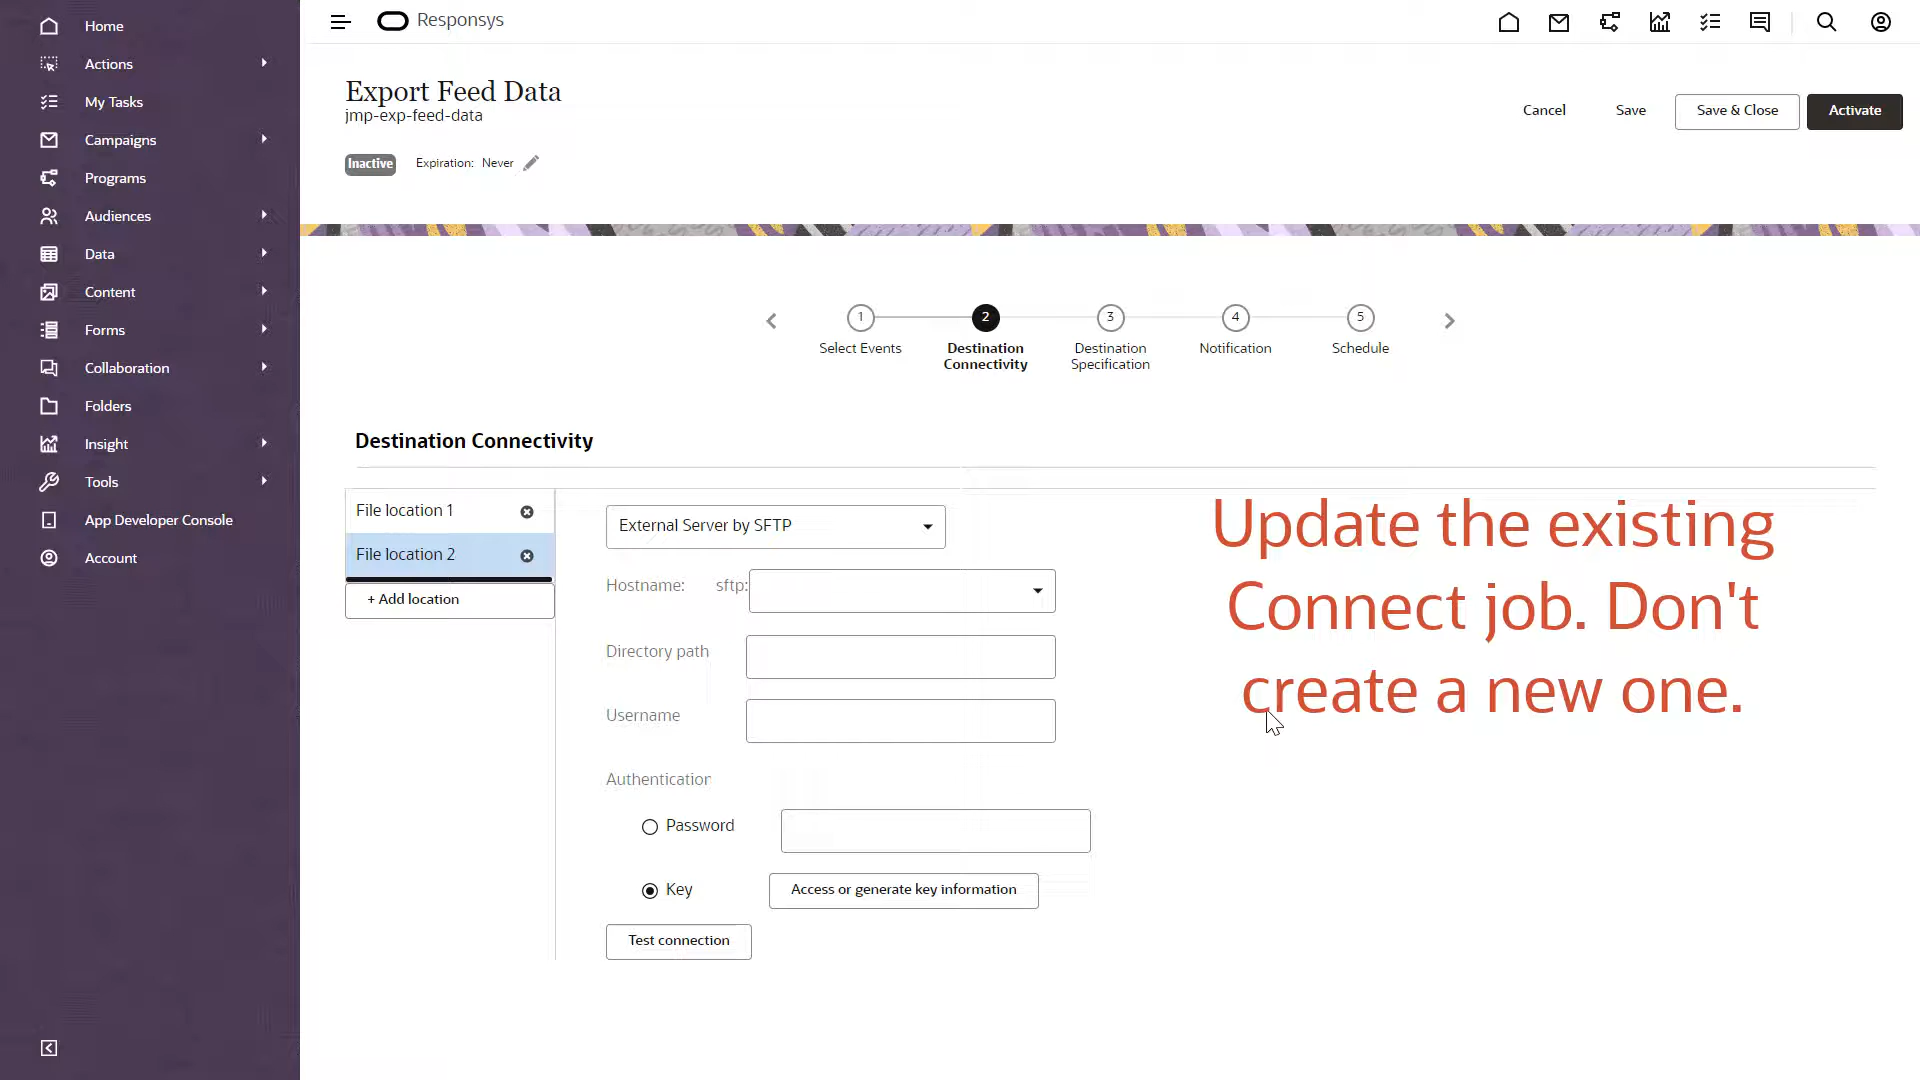 Home
Actions
My Tasks
Campaigns
Programs
Audiences
Data
Content
Forms
Collaboration
Folders
Insight
Tools
App Developer Console
Account
Responsys
Export Feed Data
jmp-exp-feed-data
Inactive
Expiration: Never
Cancel
Save
Save & Close
Activate
1
2
3
4
5
Select Events
Destination
Connectivity
Destination
Specification
Notification
Schedule
Destination Connectivity
File location 1
File location 2
+ Add location
External Server by SFTP
Hostname: sftp:
Directory path
Username
Authentication
Password
Key
Access or generate key information
Test connection
Update the existing
Connect job. Don't
create a new one.